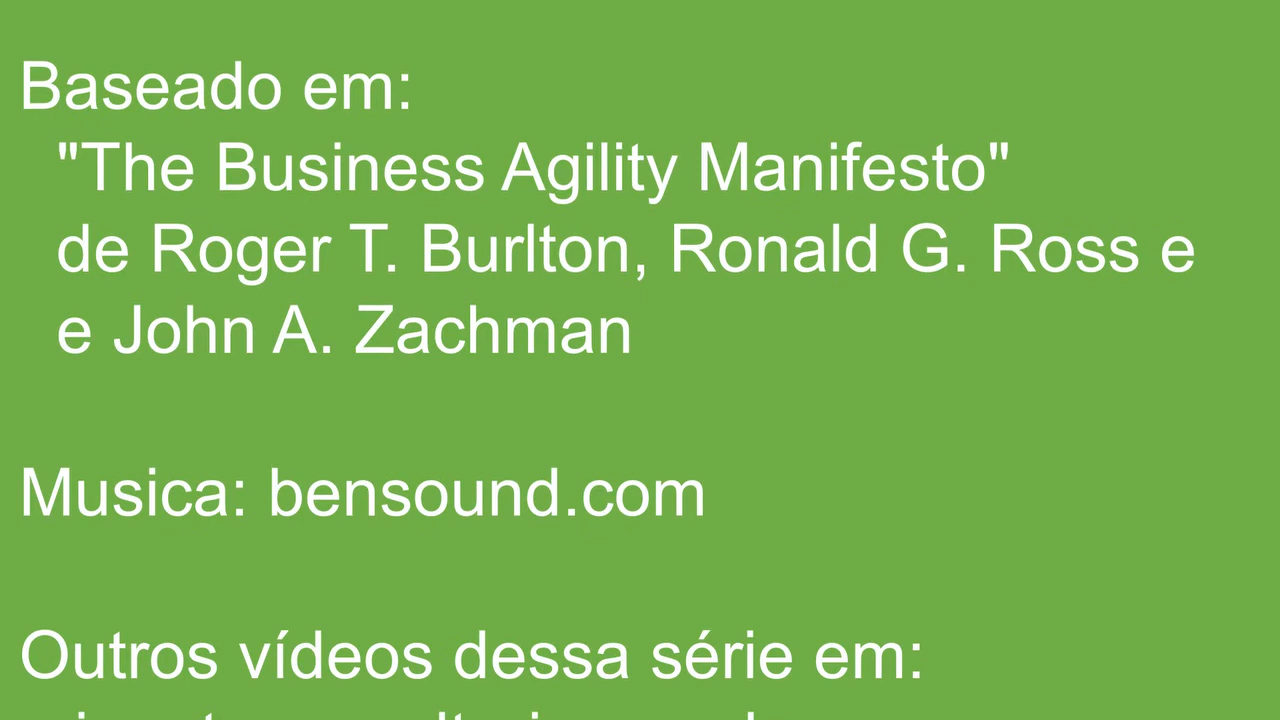 Baseado em:
"The Business Agility Manifesto"
de Roger T. Burlton, Ronald G. Ross e
e John A. Zachman
Musica: bensound.com
Outros vídeos dessa série em: